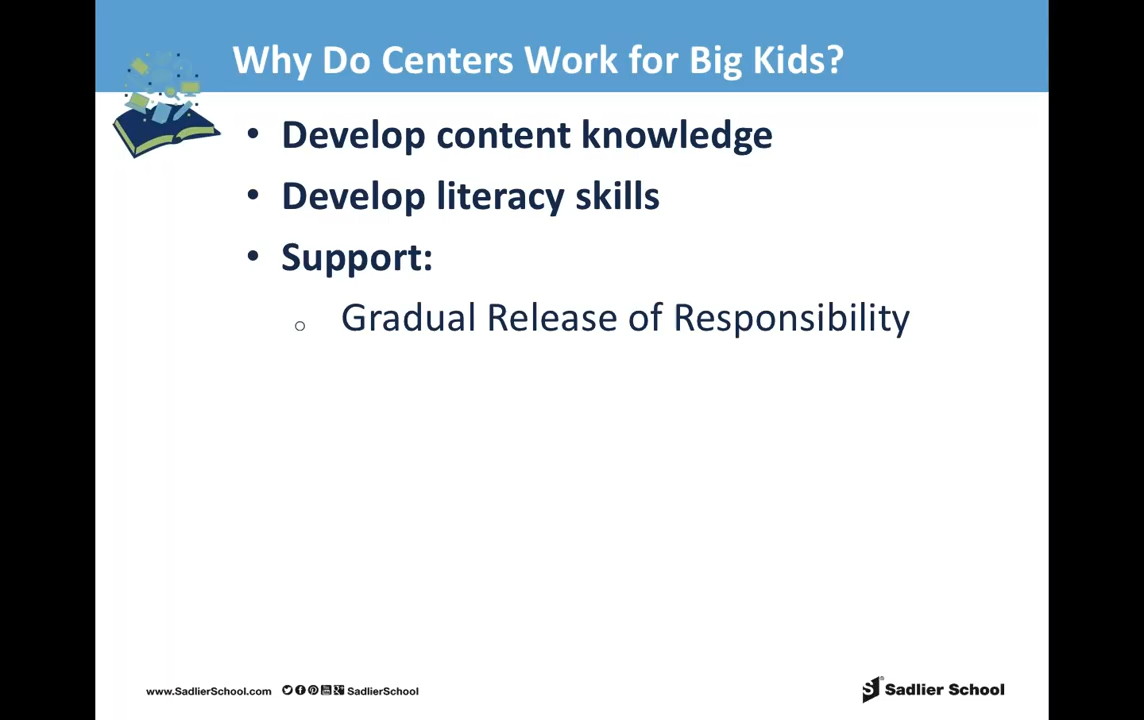 Why Do Centers Work for Big Kids?
• Develop content knowledge
• Develop literacy skills
• Support:
○ Gradual Release of Responsibility
www.SadlierSchool.com SadlierSchool
Sadlier School